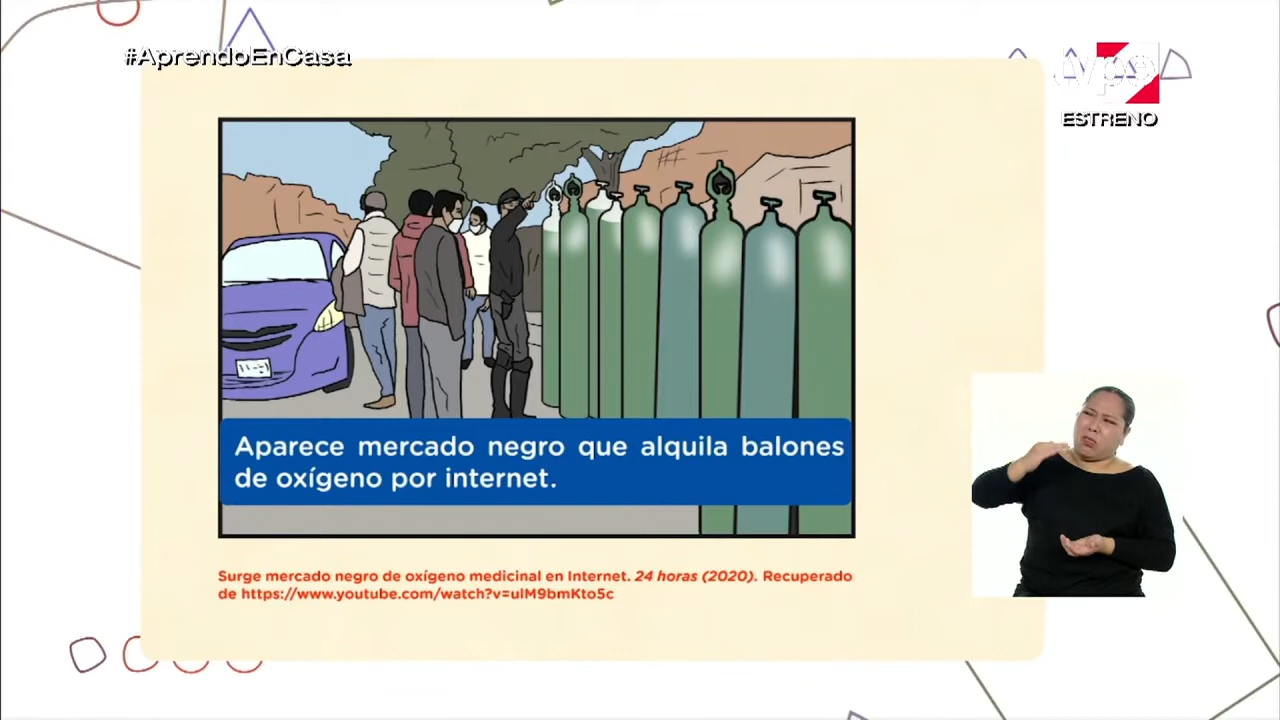 #AprendoEnCasa
tvpe
ESTRENO
Aparece mercado negro que alquila balones
de oxígeno por internet.
Surge mercado negro de oxígeno medicinal en Internet. 24 horas (2020). Recuperado
de https://www.youtube.com/watch?v=ulM9bmKto5c